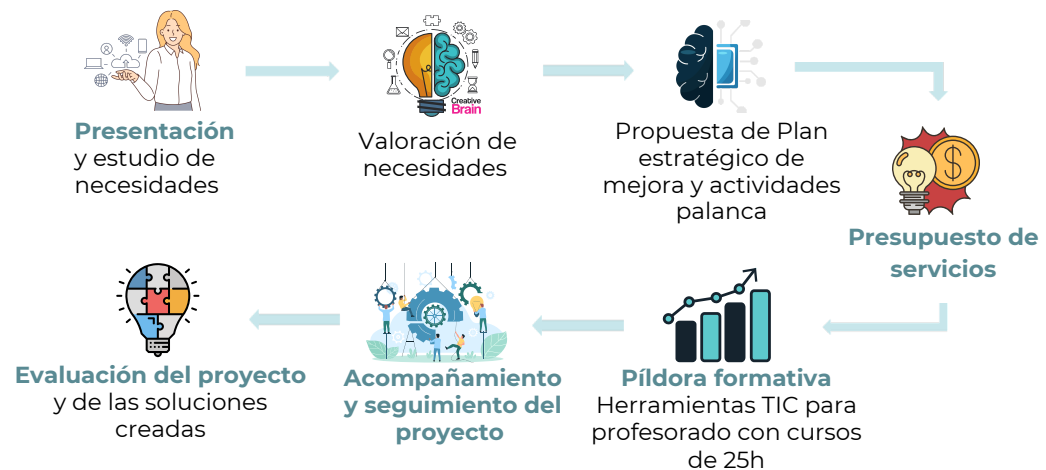 Presentación
y estudio de
necesidades
Creative
Brain
Valoración de
necesidades
Propuesta de Plan
estratégico de
mejora y actividades
palanca
$
Presupuesto de
servicios
Píldora formativa
Herramientas TIC para
profesorado con cursos
de 25h
Acompañamiento
y seguimiento del
proyecto
Evaluación del proyecto
y de las soluciones
creadas